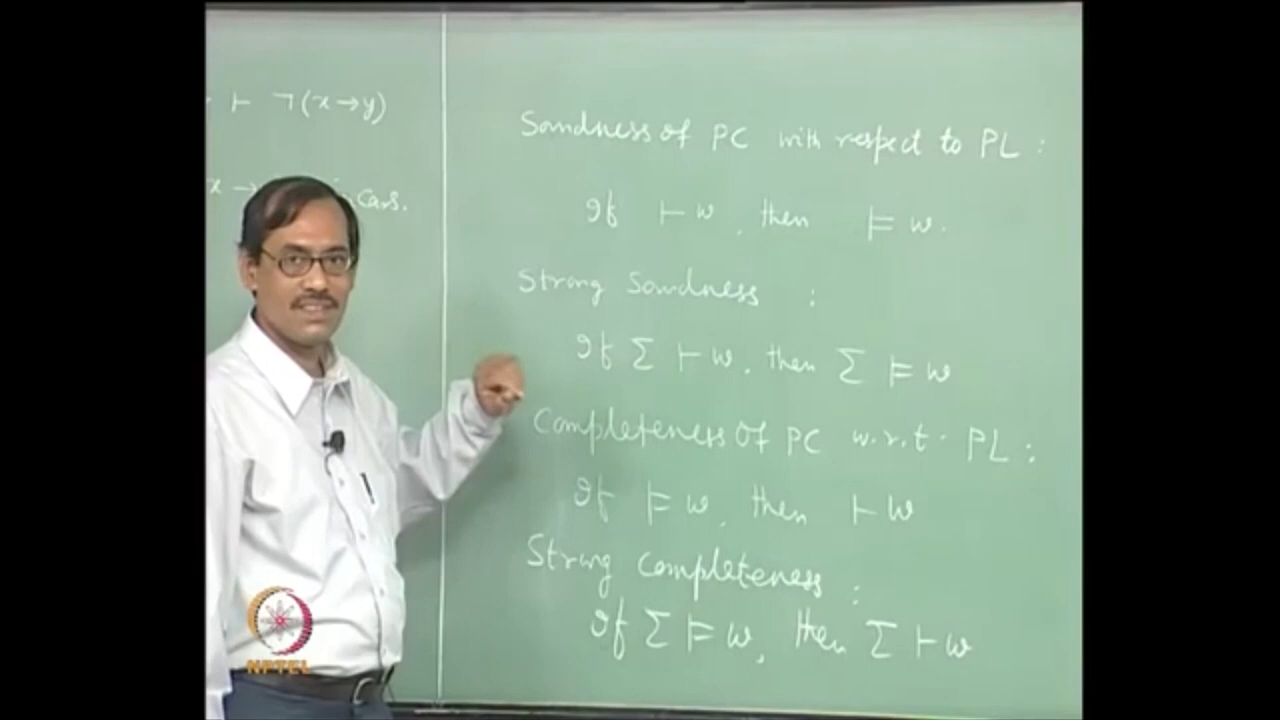 ⊢ ¬(x→y)
x →
Cars.
Soundness of PC with respect to PL :
If ⊢ w, then ⊨ w.
Strong Soundness :
If Σ ⊢ w, then Σ ⊨ w
Completeness of PC w.r.t. PL :
If ⊨ w, then ⊢ w
Strong Completeness :
If Σ ⊨ w, then Σ ⊢ w
NPTEL